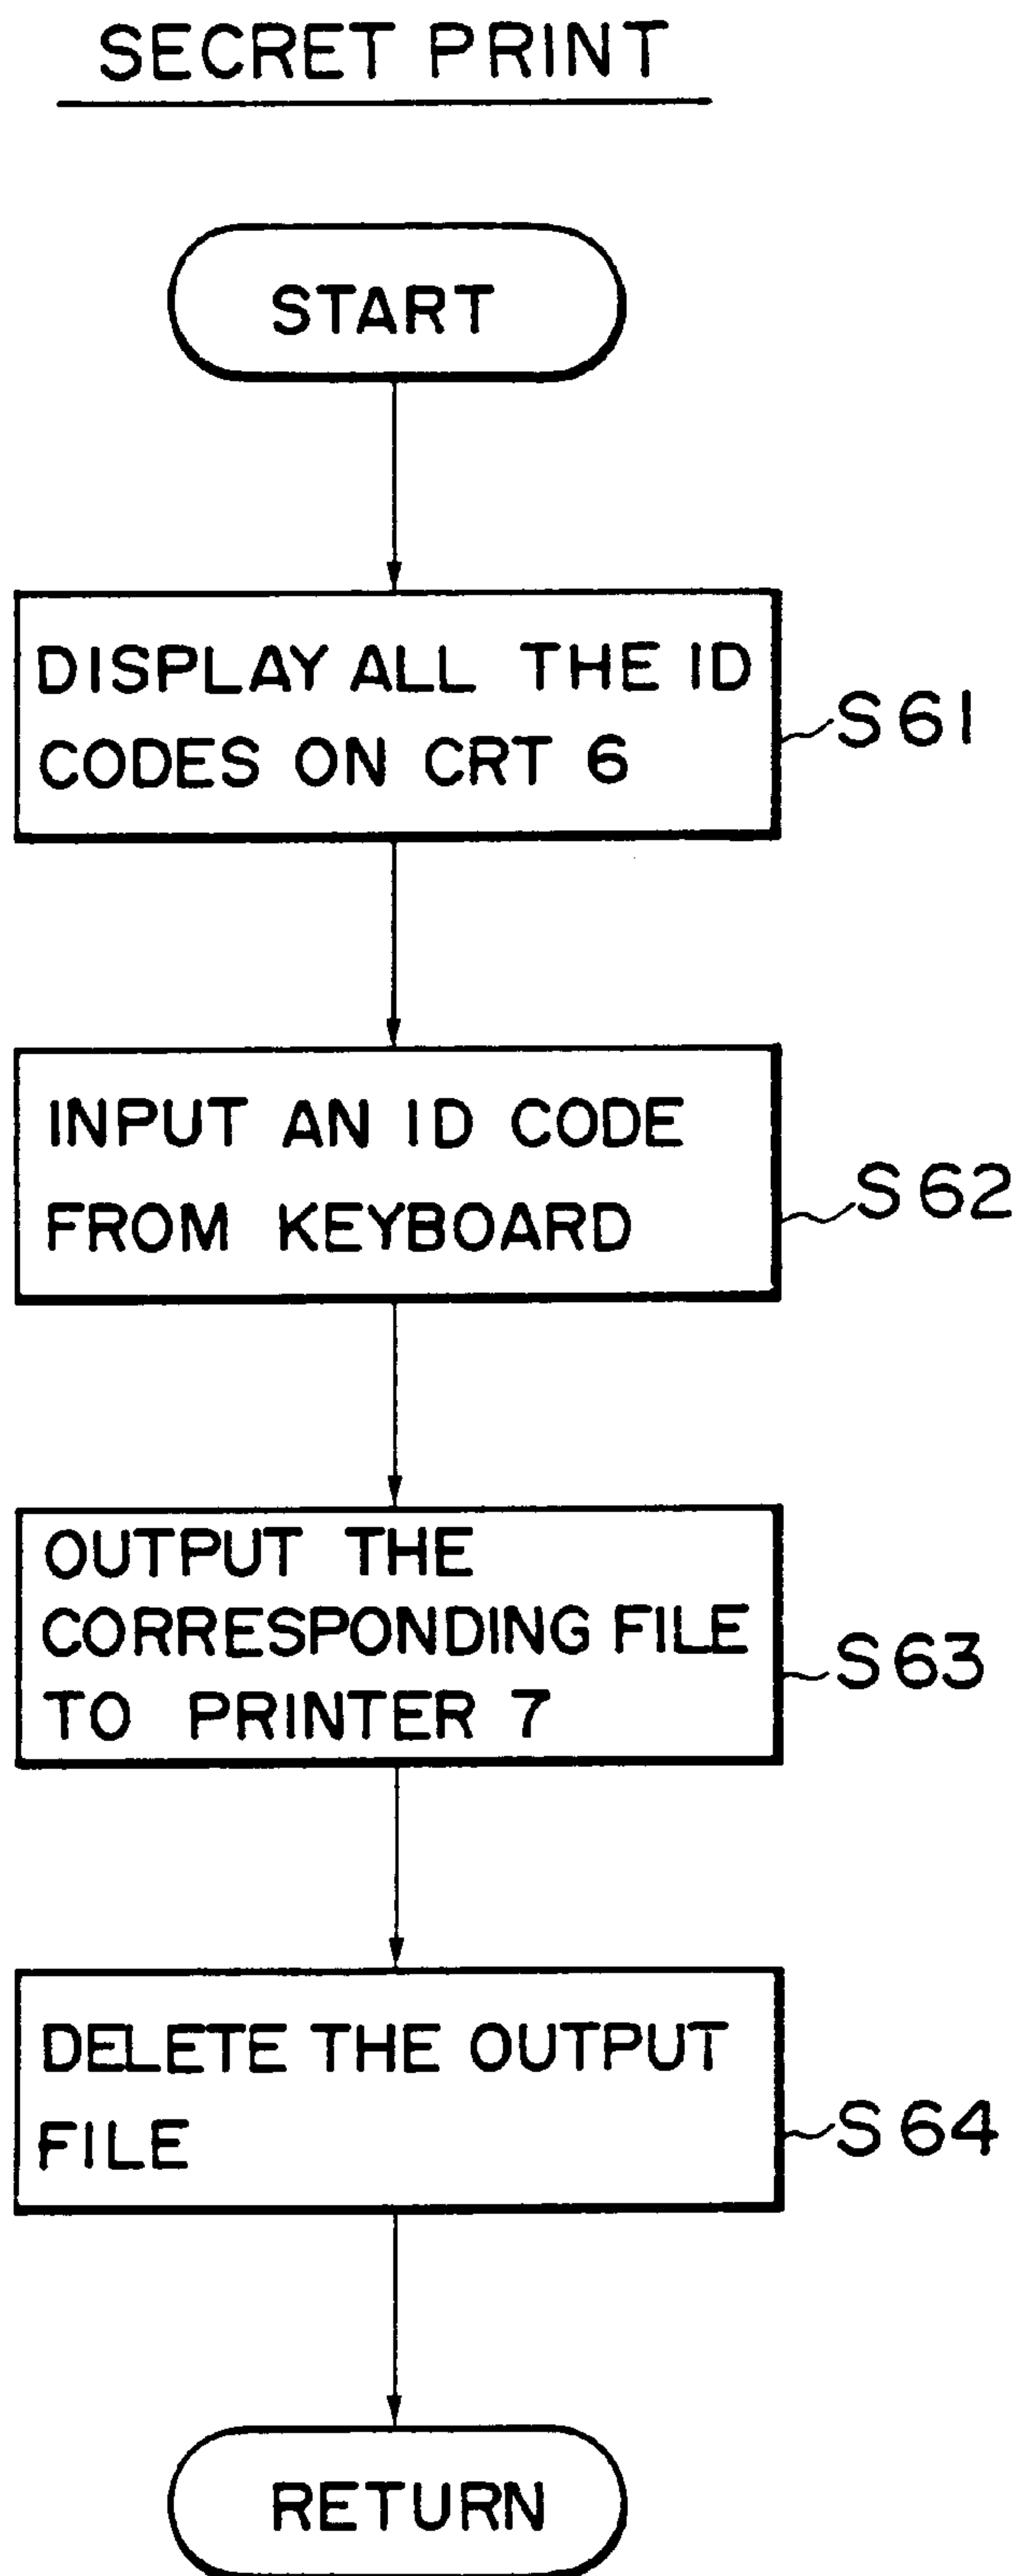 SECRET PRINT
START
DISPLAY ALL THE ID
CODES ON CRT 6
S61
INPUT AN ID CODE
FROM KEYBOARD
S62
OUTPUT THE
CORRESPONDING FILE
TO PRINTER 7
S63
DELETE THE OUTPUT
FILE
S64
RETURN